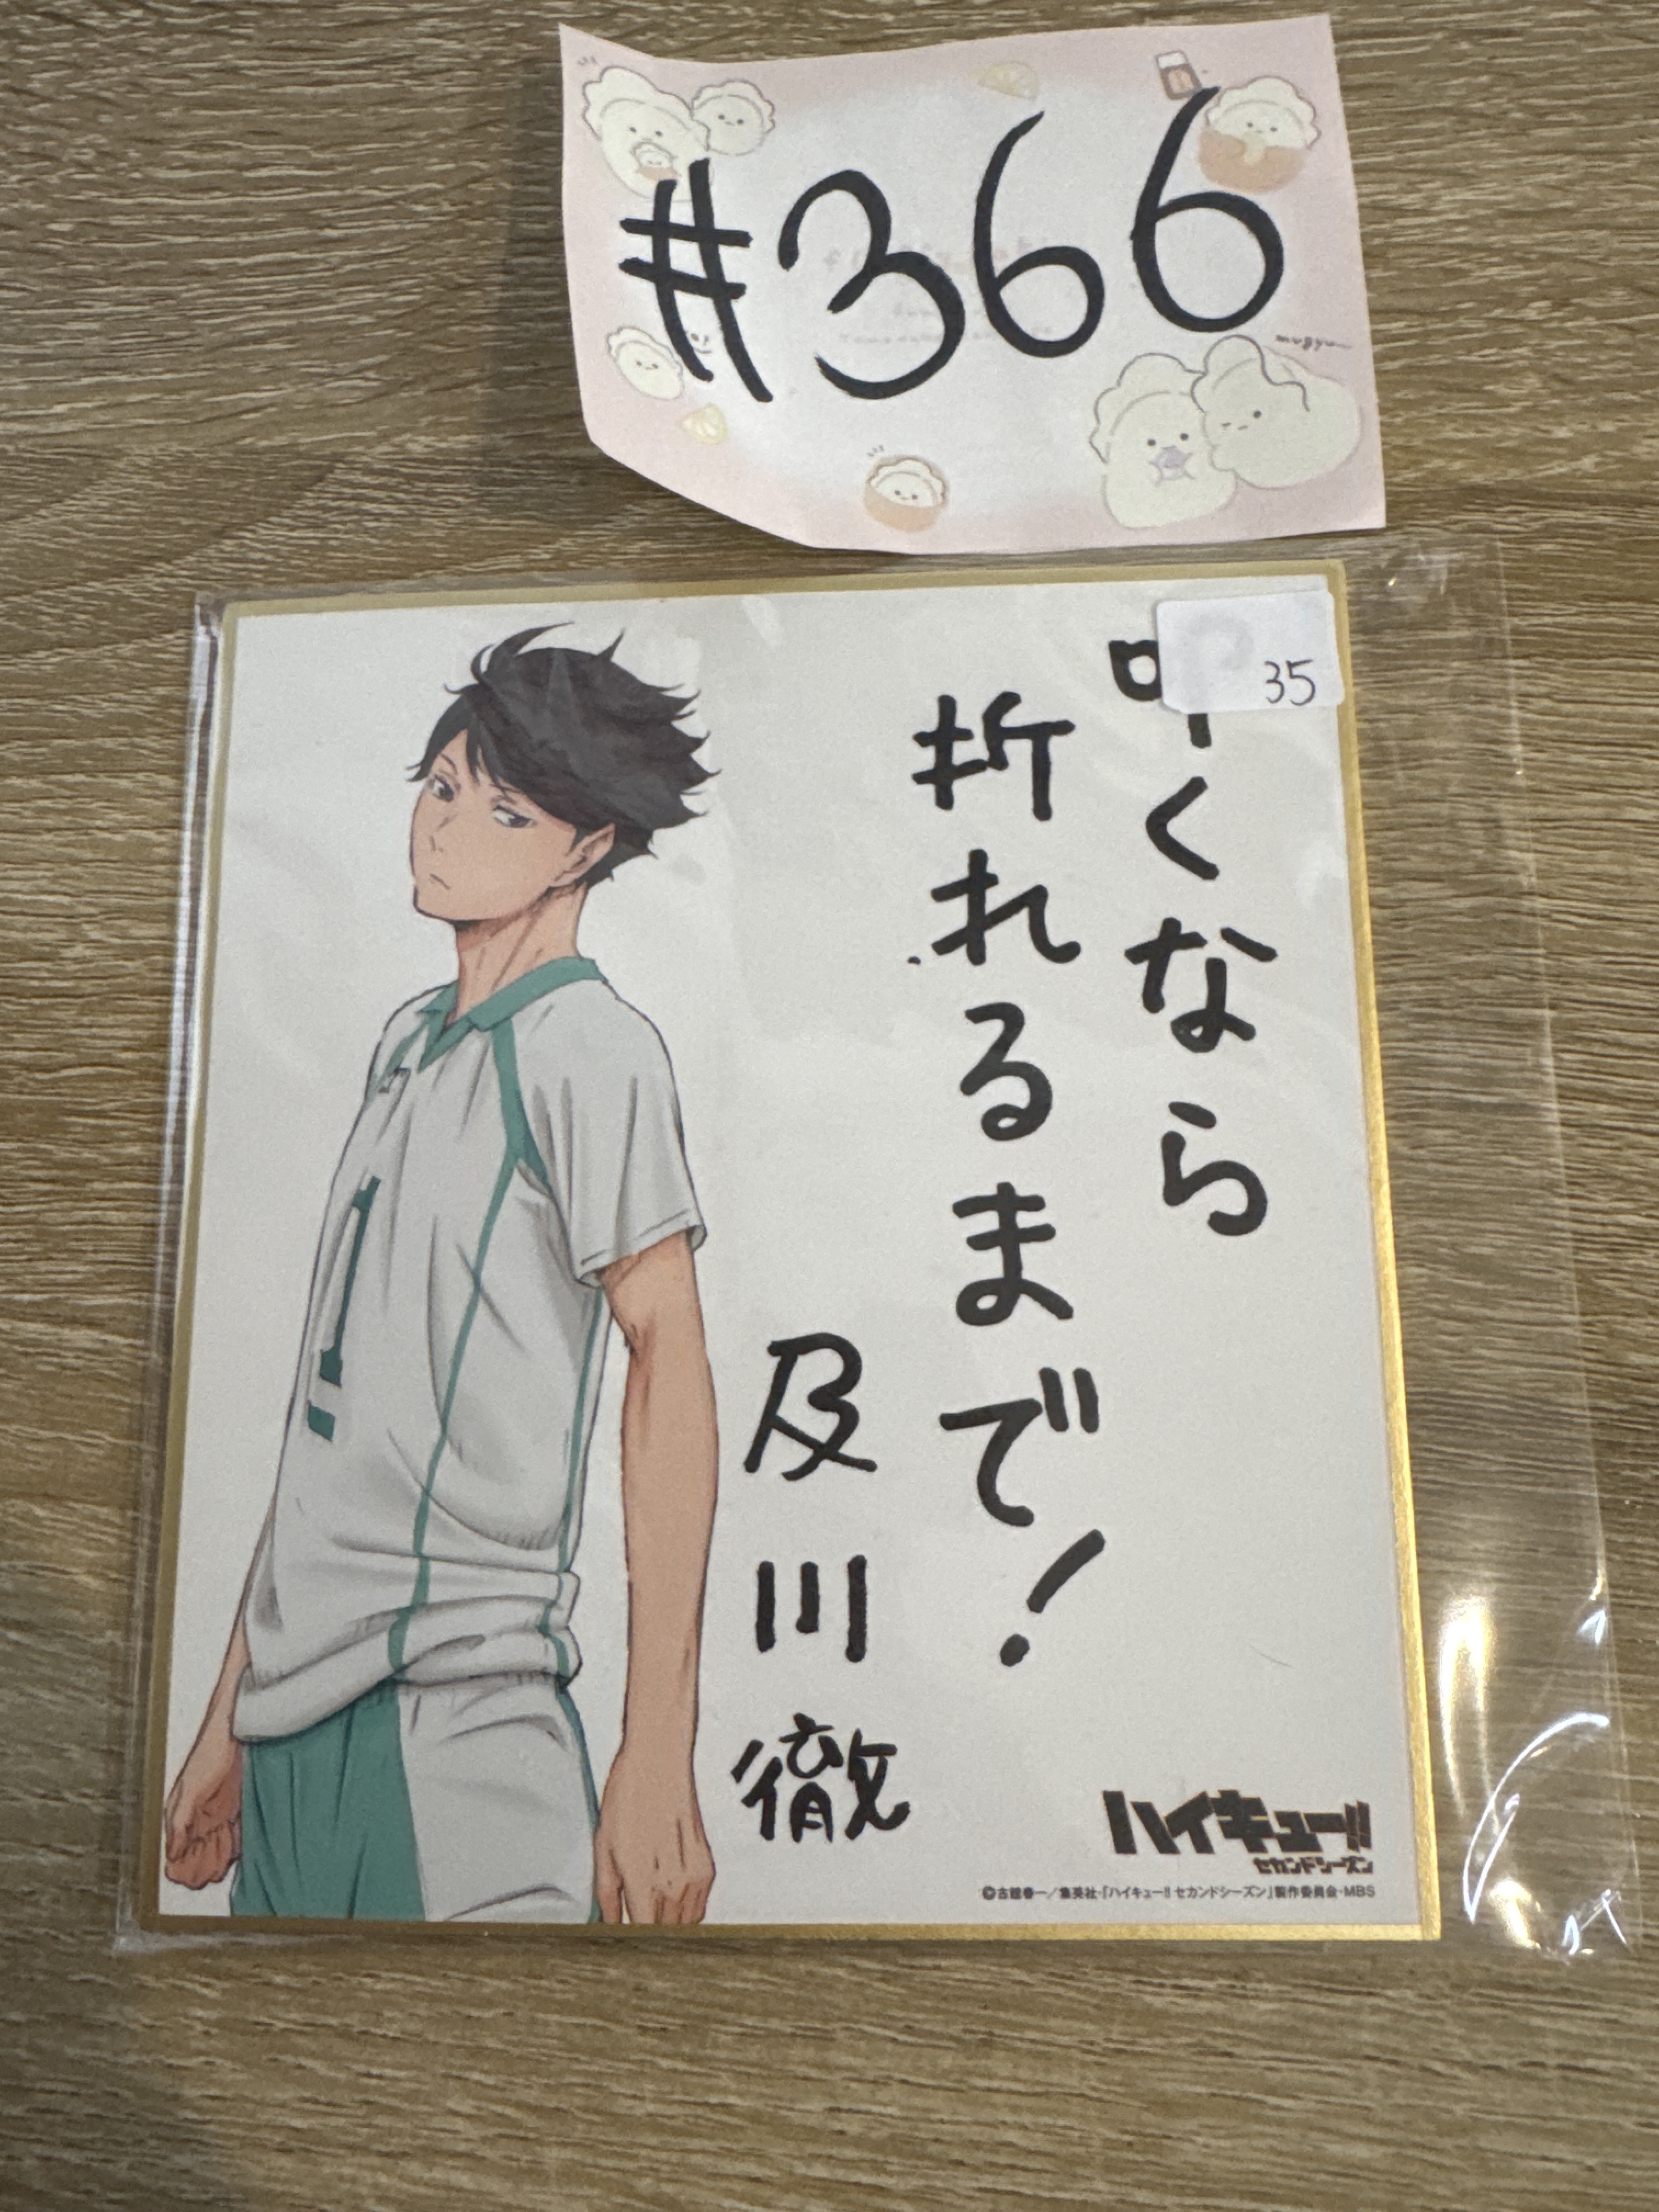 #366
mugyu
35
くなら
折れるまで!
及川徹
1
ハイキュー!!
セカンドシーズン
©古舘春一/集英社・「ハイキュー!! セカンドシーズン」製作委員会・MBS